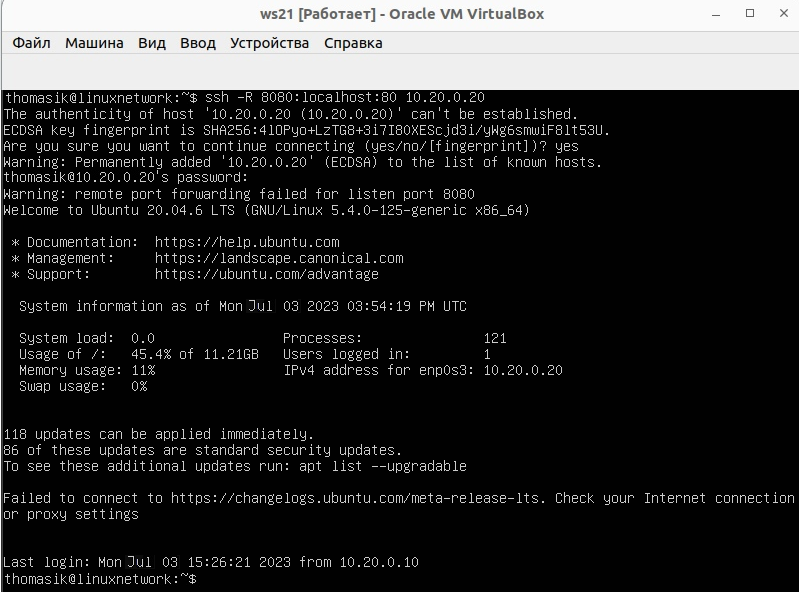 ws21 [Работает] - Oracle VM VirtualBox
Файл Машина Вид Ввод Устройства Справка
thomasik@linuxnetwork:~$ ssh -R 8080:localhost:80 10.20.0.20
The authenticity of host '10.20.0.20 (10.20.0.20)' can't be established.
ECDSA key fingerprint is SHA256:4lOPyo+LzTG8+3i7I80XEScjd3i/yWg6smwiF8lt53U.
Are you sure you want to continue connecting (yes/no/[fingerprint])? yes
Warning: Permanently added '10.20.0.20' (ECDSA) to the list of known hosts.
thomasik@10.20.0.20's password:
Warning: remote port forwarding failed for listen port 8080
Welcome to Ubuntu 20.04.6 LTS (GNU/Linux 5.4.0-125-generic x86_64)
* Documentation: https://help.ubuntu.com
* Management: https://landscape.canonical.com
* Support: https://ubuntu.com/advantage
System information as of Mon Jul 03 2023 03:54:19 PM UTC
System load: 0.0 Processes: 121
Usage of /: 45.4% of 11.21GB Users logged in: 1
Memory usage: 11% IPv4 address for enp0s3: 10.20.0.20
Swap usage: 0%
118 updates can be applied immediately.
86 of these updates are standard security updates.
To see these additional updates run: apt list --upgradable
Failed to connect to https://changelogs.ubuntu.com/meta-release-lts. Check your Internet connection
or proxy settings
Last login: Mon Jul 03 15:26:21 2023 from 10.20.0.10
thomasik@linuxnetwork:~$